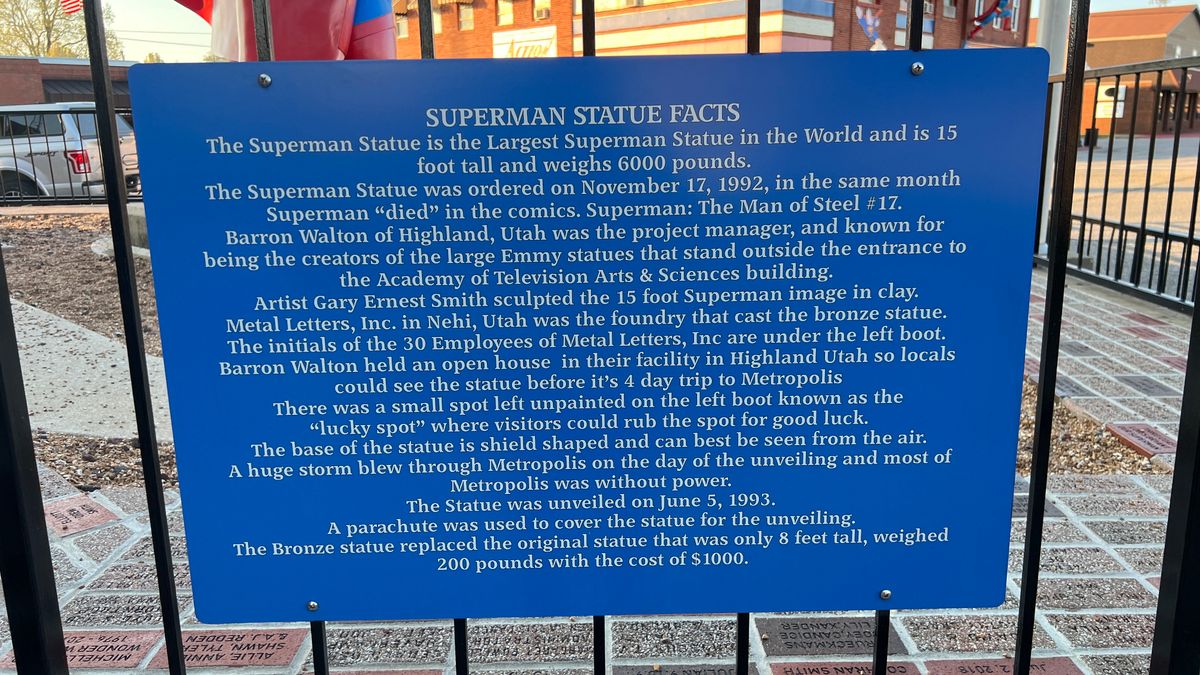 ACTION
SUPERMAN STATUE FACTS
The Superman Statue is the Largest Superman Statue in the World and is 15
foot tall and weighs 6000 pounds.
The Superman Statue was ordered on November 17, 1992, in the same month
Superman “died” in the comics. Superman: The Man of Steel #17.
Barron Walton of Highland, Utah was the project manager, and known for
being the creators of the large Emmy statues that stand outside the entrance to
the Academy of Television Arts & Sciences building.
Artist Gary Ernest Smith sculpted the 15 foot Superman image in clay.
Metal Letters, Inc. in Nehi, Utah was the foundry that cast the bronze statue.
The initials of the 30 Employees of Metal Letters, Inc are under the left boot.
Barron Walton held an open house in their facility in Highland Utah so locals
could see the statue before it’s 4 day trip to Metropolis
There was a small spot left unpainted on the left boot known as the
“lucky spot” where visitors could rub the spot for good luck.
The base of the statue is shield shaped and can best be seen from the air.
A huge storm blew through Metropolis on the day of the unveiling and most of
Metropolis was without power.
The Statue was unveiled on June 5, 1993.
A parachute was used to cover the statue for the unveiling.
The Bronze statue replaced the original statue that was only 8 feet tall, weighed
200 pounds with the cost of $1000.
ALLIE, ANNIE
SHAWN, TYLER
& A.J. REDDEN